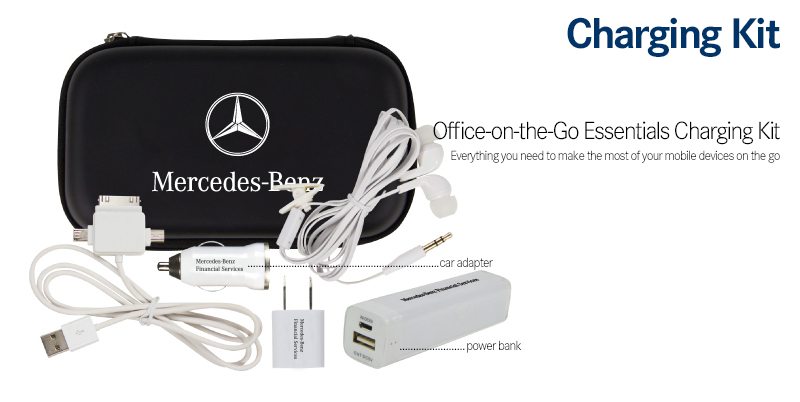 Charging Kit
Office-on-the-Go Essentials Charging Kit
Everything you need to make the most of your mobile devices on the go
Mercedes-Benz
Mercedes-Benz
Financial Services
car adapter
Mercedes-Benz
Financial Services
Mercedes-Benz Financial Services
power bank